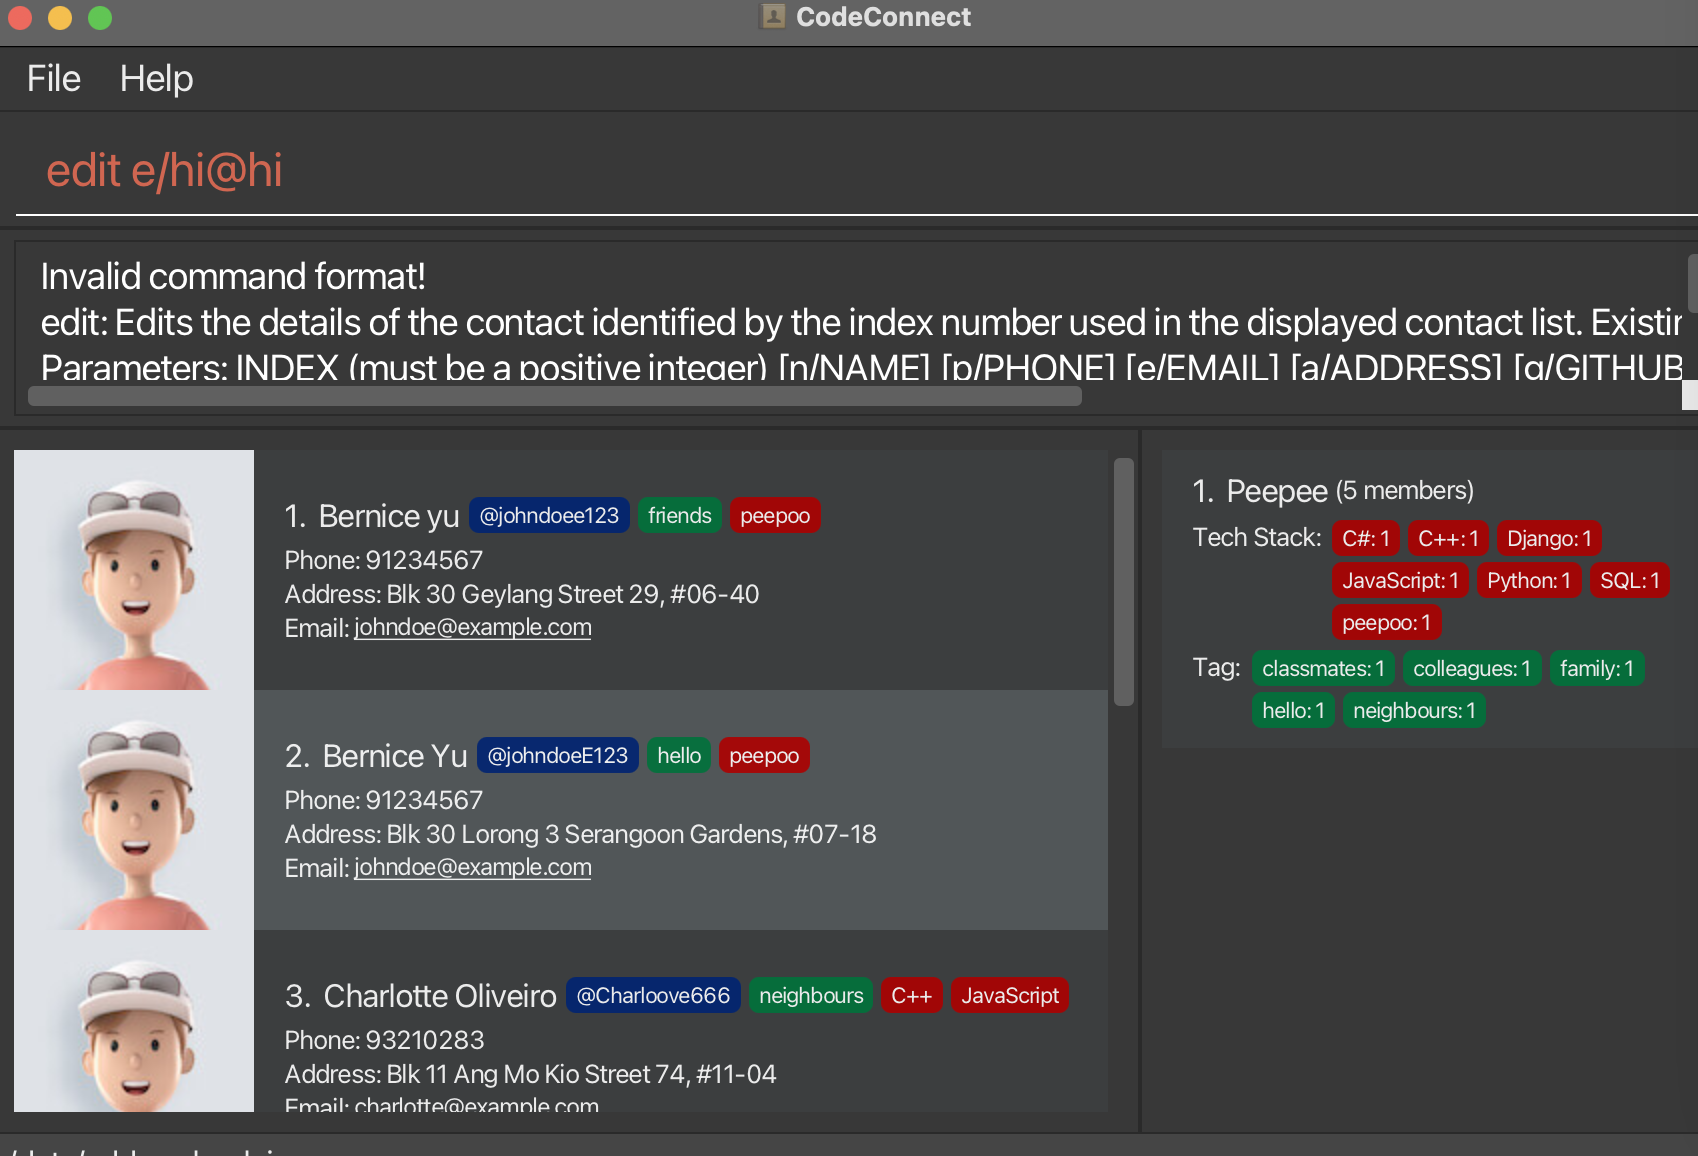 CodeConnect
File Help
edit e/hi@hi
Invalid command format!
edit: Edits the details of the contact identified by the index number used in the displayed contact list. Existin
Parameters: INDEX (must be a positive integer) [n/NAME] [p/PHONE] [e/EMAIL] [a/ADDRESS] [g/GITHUB
1. Bernice yu @johndoee123 friends peepoo
Phone: 91234567
Address: Blk 30 Geylang Street 29, #06-40
Email: johndoe@example.com
2. Bernice Yu @johndoeE123 hello peepoo
Phone: 91234567
Address: Blk 30 Lorong 3 Serangoon Gardens, #07-18
Email: johndoe@example.com
3. Charlotte Oliveiro @Charloove666 neighbours C++ JavaScript
Phone: 93210283
Address: Blk 11 Ang Mo Kio Street 74, #11-04
Email: charlotte@example.com
1. Peepee (5 members)
Tech Stack: C#: 1 C++: 1 Django: 1
JavaScript: 1 Python: 1 SQL: 1
peepoo: 1
Tag: classmates: 1 colleagues: 1 family: 1
hello: 1 neighbours: 1